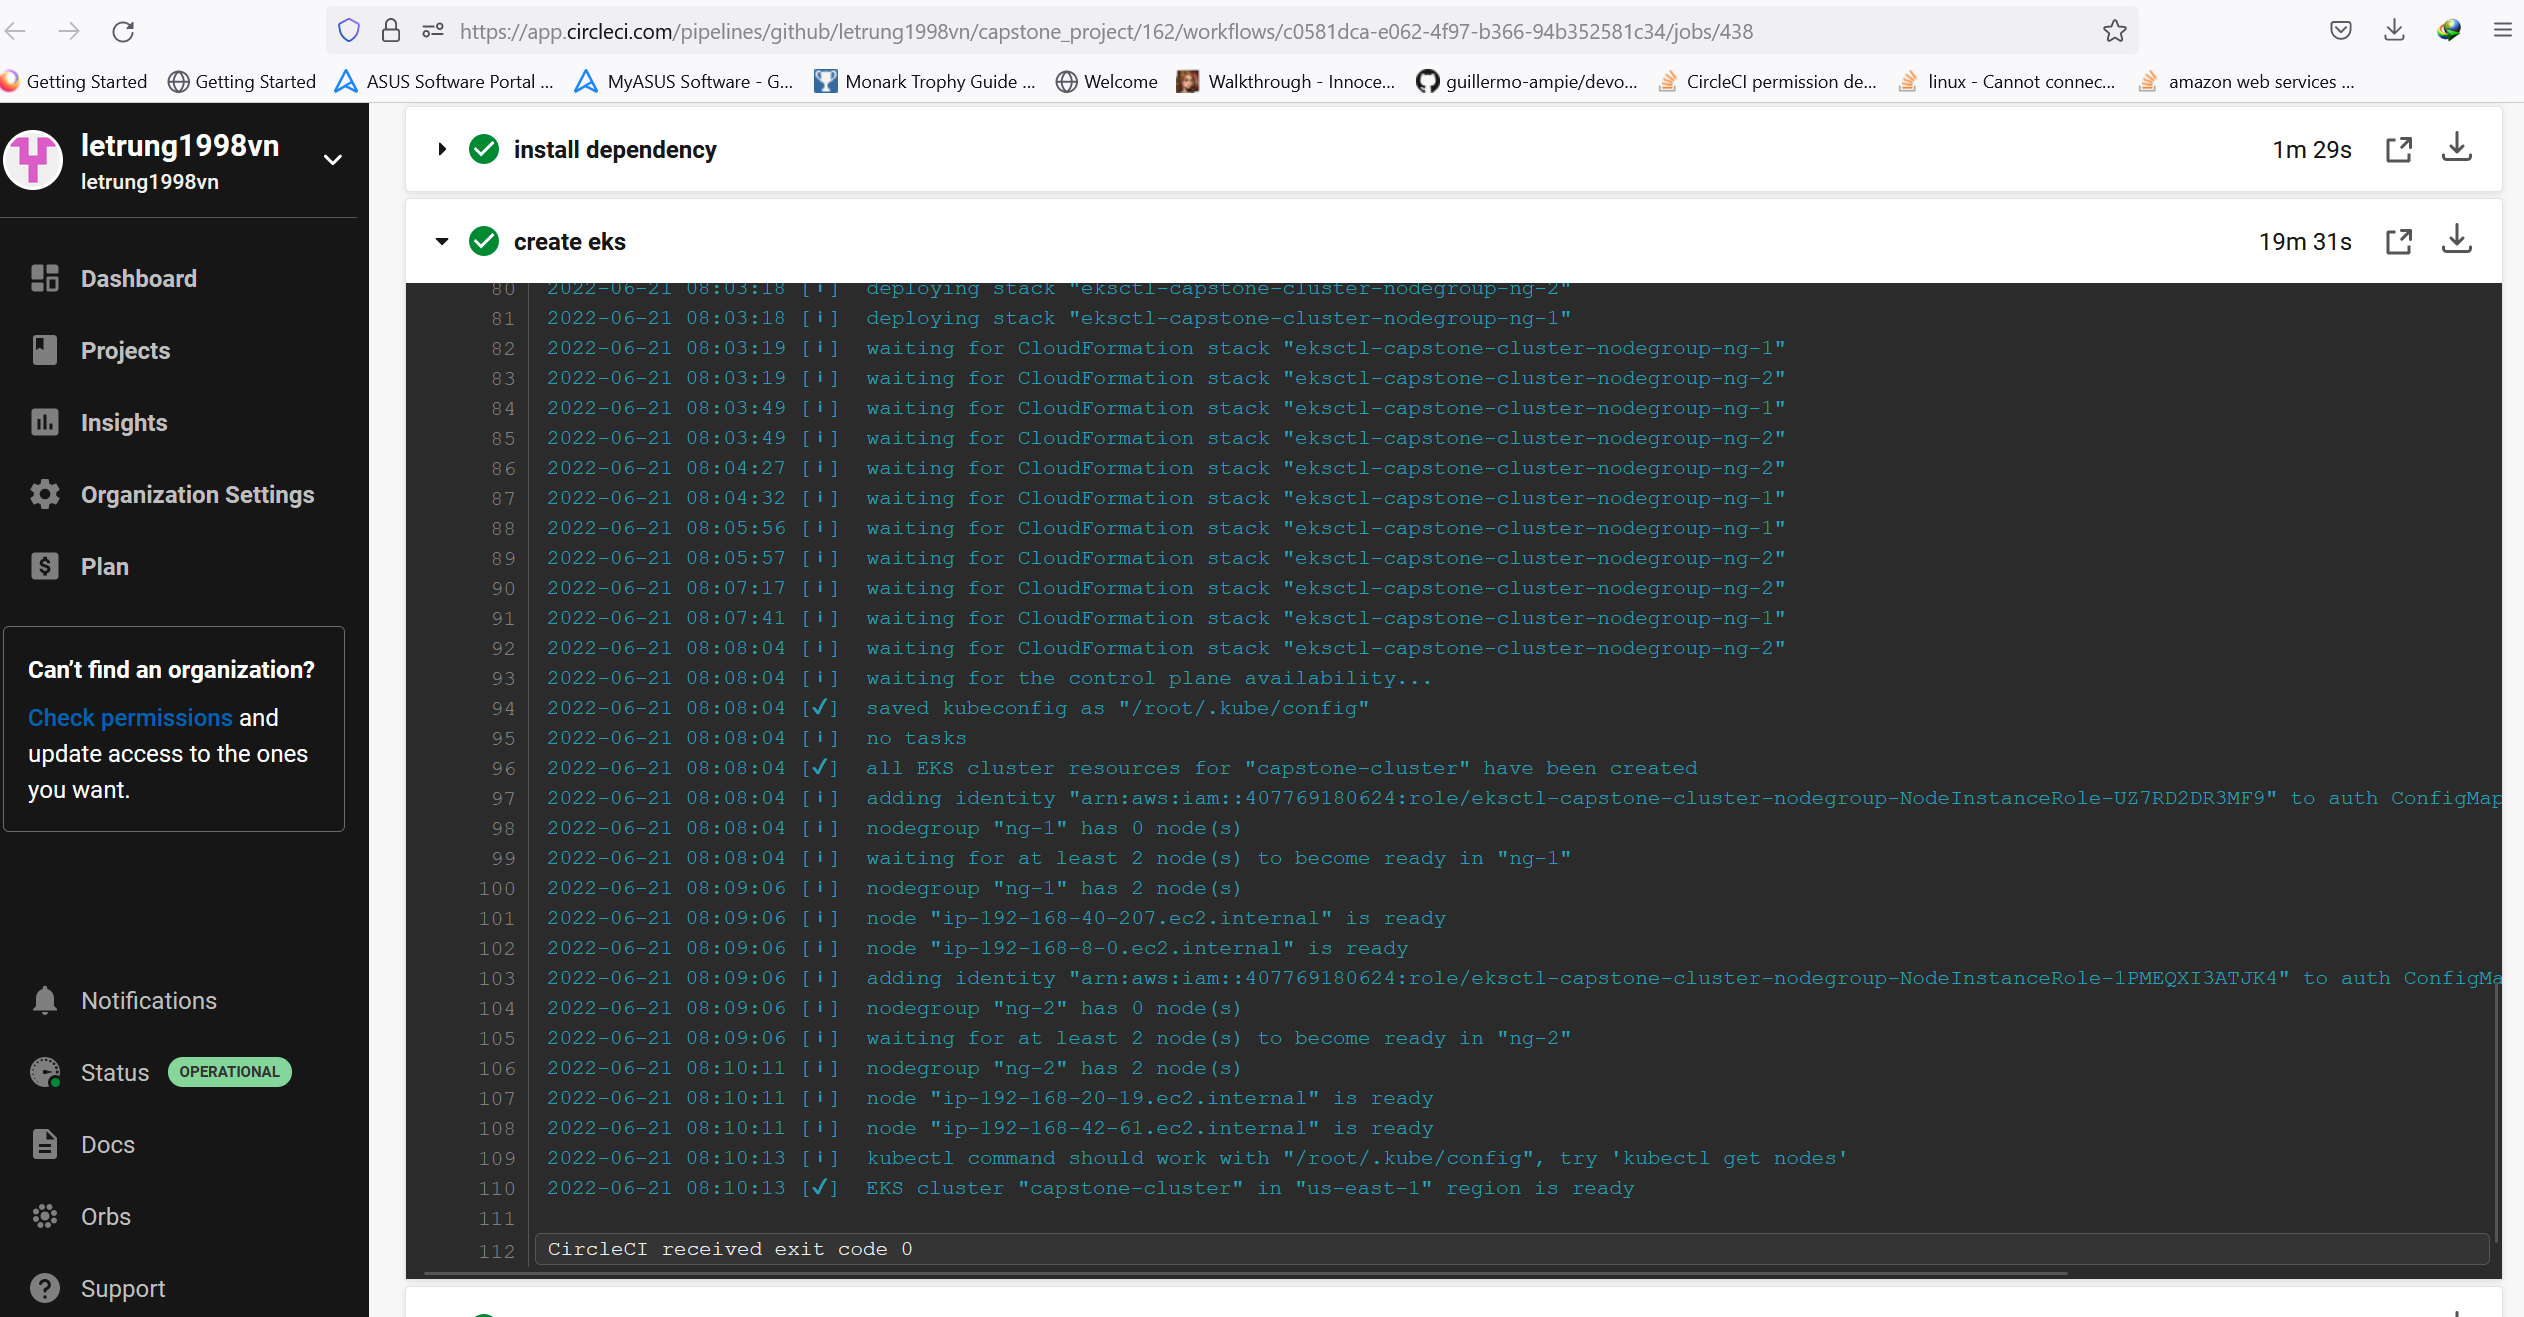 https://app.circleci.com/pipelines/github/letrung1998vn/capstone_project/162/workflows/c0581dca-e062-4f97-b366-94b352581c34/jobs/438
Getting Started
Getting Started
ASUS Software Portal ...
MyASUS Software - G...
Monark Trophy Guide ...
Welcome
Walkthrough - Innoce...
guillermo-ampie/devo...
CircleCI permission de...
linux - Cannot connec...
amazon web services ...
letrung1998vn
letrung1998vn
Dashboard
Projects
Insights
Organization Settings
Plan
Can't find an organization?
Check permissions and
update access to the ones
you want.
Notifications
Status OPERATIONAL
Docs
Orbs
Support
install dependency 1m 29s
create eks 19m 31s
80 2022-06-21 08:03:18 [i] deploying stack "eksctl-capstone-cluster-nodegroup-ng-2"
81 2022-06-21 08:03:18 [i] deploying stack "eksctl-capstone-cluster-nodegroup-ng-1"
82 2022-06-21 08:03:19 [i] waiting for CloudFormation stack "eksctl-capstone-cluster-nodegroup-ng-1"
83 2022-06-21 08:03:19 [i] waiting for CloudFormation stack "eksctl-capstone-cluster-nodegroup-ng-2"
84 2022-06-21 08:03:49 [i] waiting for CloudFormation stack "eksctl-capstone-cluster-nodegroup-ng-1"
85 2022-06-21 08:03:49 [i] waiting for CloudFormation stack "eksctl-capstone-cluster-nodegroup-ng-2"
86 2022-06-21 08:04:27 [i] waiting for CloudFormation stack "eksctl-capstone-cluster-nodegroup-ng-2"
87 2022-06-21 08:04:32 [i] waiting for CloudFormation stack "eksctl-capstone-cluster-nodegroup-ng-1"
88 2022-06-21 08:05:56 [i] waiting for CloudFormation stack "eksctl-capstone-cluster-nodegroup-ng-1"
89 2022-06-21 08:05:57 [i] waiting for CloudFormation stack "eksctl-capstone-cluster-nodegroup-ng-2"
90 2022-06-21 08:07:17 [i] waiting for CloudFormation stack "eksctl-capstone-cluster-nodegroup-ng-2"
91 2022-06-21 08:07:41 [i] waiting for CloudFormation stack "eksctl-capstone-cluster-nodegroup-ng-1"
92 2022-06-21 08:08:04 [i] waiting for CloudFormation stack "eksctl-capstone-cluster-nodegroup-ng-2"
93 2022-06-21 08:08:04 [i] waiting for the control plane availability...
94 2022-06-21 08:08:04 [✓] saved kubeconfig as "/root/.kube/config"
95 2022-06-21 08:08:04 [i] no tasks
96 2022-06-21 08:08:04 [✓] all EKS cluster resources for "capstone-cluster" have been created
97 2022-06-21 08:08:04 [i] adding identity "arn:aws:iam::407769180624:role/eksctl-capstone-cluster-nodegroup-NodeInstanceRole-UZ7RD2DR3MF9" to auth ConfigMap
98 2022-06-21 08:08:04 [i] nodegroup "ng-1" has 0 node(s)
99 2022-06-21 08:08:04 [i] waiting for at least 2 node(s) to become ready in "ng-1"
100 2022-06-21 08:09:06 [i] nodegroup "ng-1" has 2 node(s)
101 2022-06-21 08:09:06 [i] node "ip-192-168-40-207.ec2.internal" is ready
102 2022-06-21 08:09:06 [i] node "ip-192-168-8-0.ec2.internal" is ready
103 2022-06-21 08:09:06 [i] adding identity "arn:aws:iam::407769180624:role/eksctl-capstone-cluster-nodegroup-NodeInstanceRole-1PMEQXI3ATJK4" to auth ConfigMa
104 2022-06-21 08:09:06 [i] nodegroup "ng-2" has 0 node(s)
105 2022-06-21 08:09:06 [i] waiting for at least 2 node(s) to become ready in "ng-2"
106 2022-06-21 08:10:11 [i] nodegroup "ng-2" has 2 node(s)
107 2022-06-21 08:10:11 [i] node "ip-192-168-20-19.ec2.internal" is ready
108 2022-06-21 08:10:11 [i] node "ip-192-168-42-61.ec2.internal" is ready
109 2022-06-21 08:10:13 [i] kubectl command should work with "/root/.kube/config", try 'kubectl get nodes'
110 2022-06-21 08:10:13 [✓] EKS cluster "capstone-cluster" in "us-east-1" region is ready
111
112 CircleCI received exit code 0